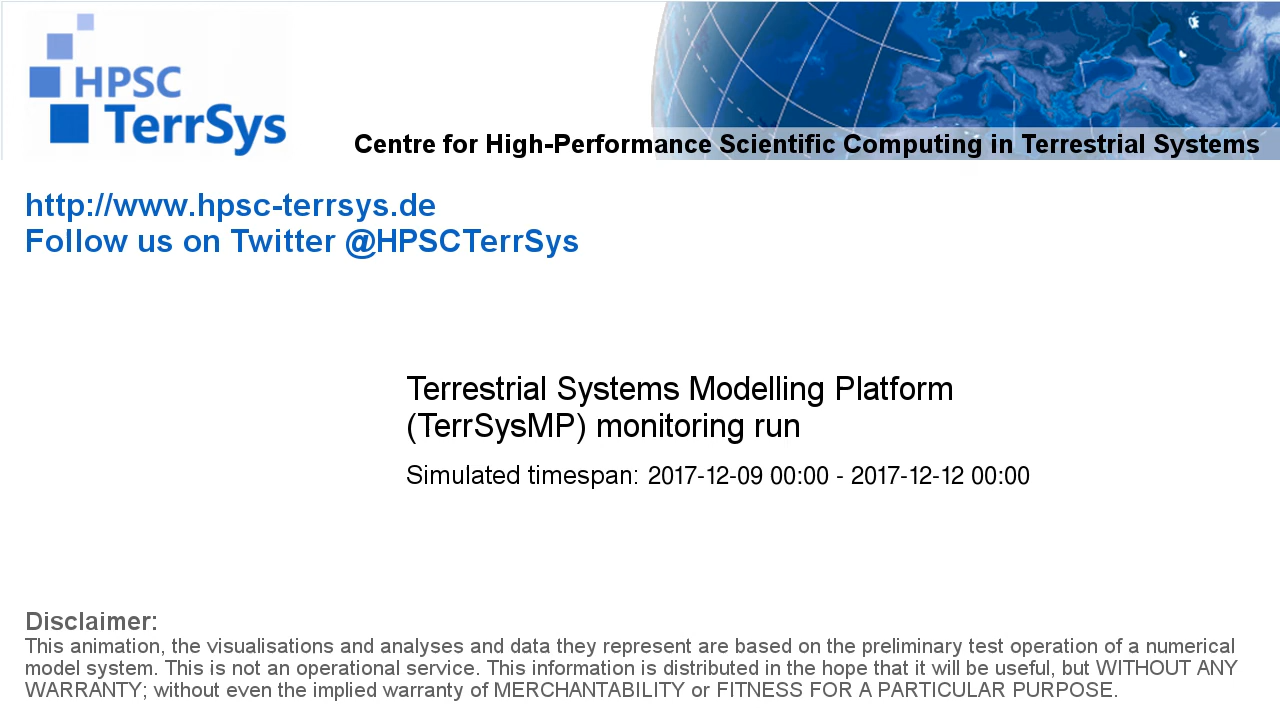 HPSC
TerrSys
Centre for High-Performance Scientific Computing in Terrestrial Systems
http://www.hpsc-terrsys.de
Follow us on Twitter @HPSCTerrSys
Terrestrial Systems Modelling Platform
(TerrSysMP) monitoring run
Simulated timespan: 2017-12-09 00:00 - 2017-12-12 00:00
Disclaimer:
This animation, the visualisations and analyses and data they represent are based on the preliminary test operation of a numerical
model system. This is not an operational service. This information is distributed in the hope that it will be useful, but WITHOUT ANY
WARRANTY; without even the implied warranty of MERCHANTABILITY or FITNESS FOR A PARTICULAR PURPOSE.